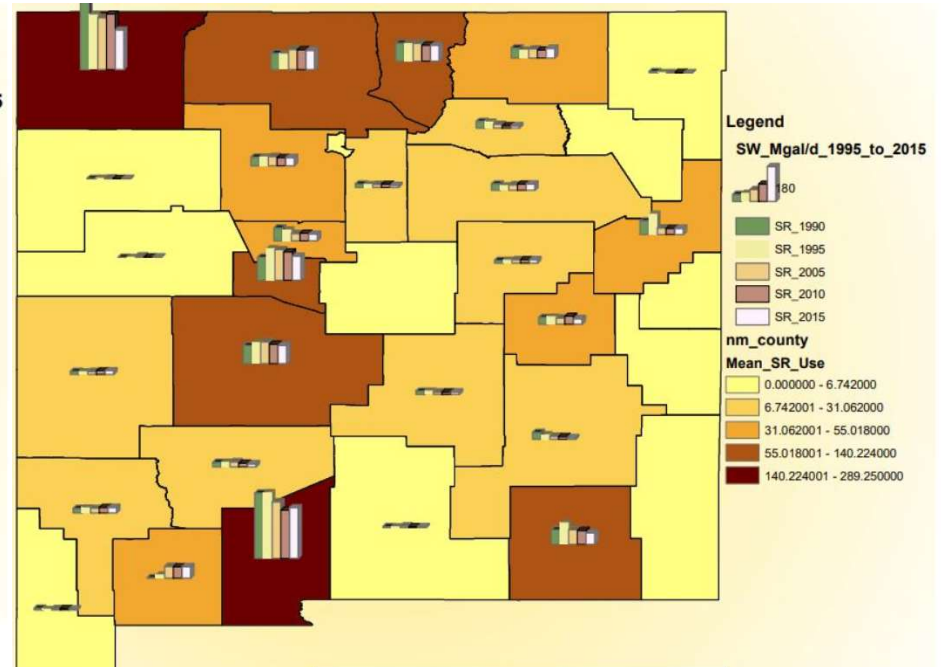 Legend
SW_Mgal/d_1995_to_2015
180
SR_1990
SR_1995
SR_2005
SR_2010
SR_2015
nm_county
Mean_SR_Use
0.000000 - 6.742000
6.742001 - 31.062000
31.062001 - 55.018000
55.018001 - 140.224000
140.224001 - 289.250000